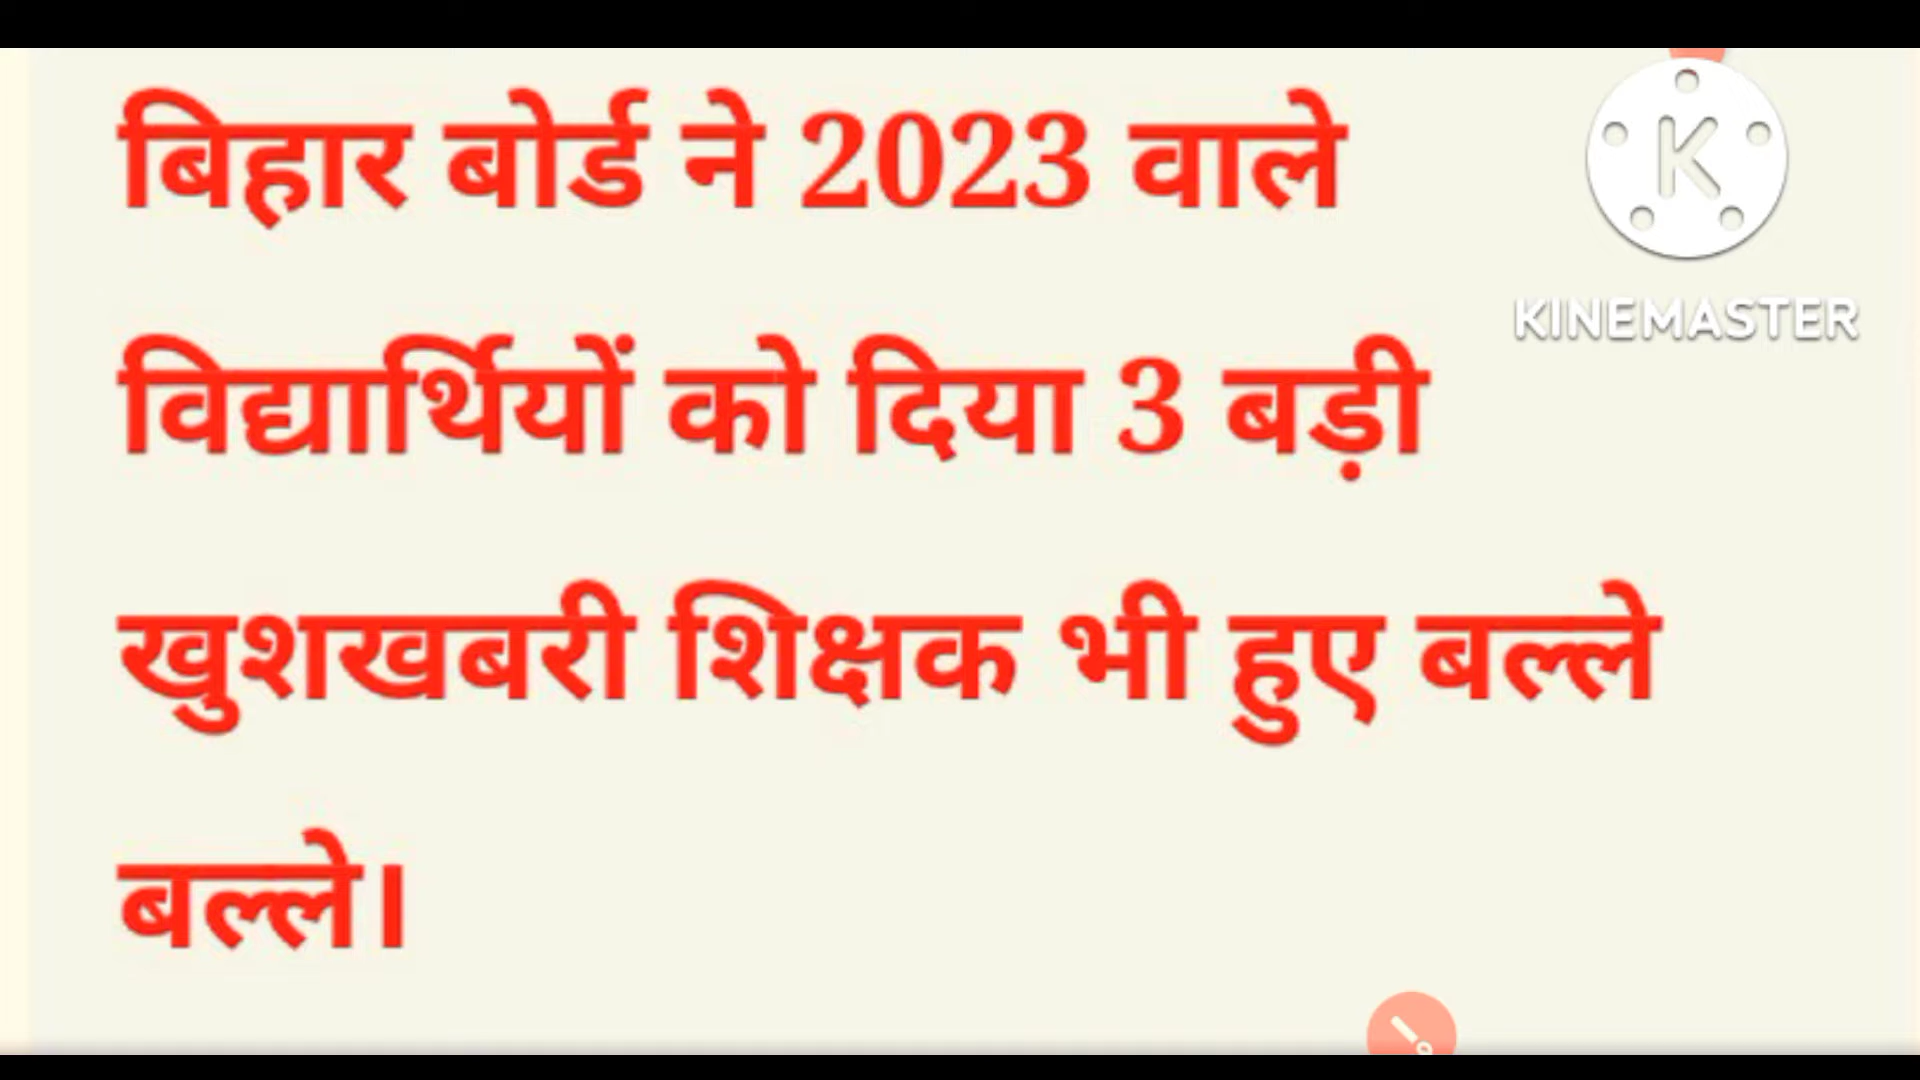 बिहार बोर्ड ने 2023 वाले
विद्यार्थियों को दिया 3 बड़ी
खुशखबरी शिक्षक भी हुए बल्ले
बल्ले।
K
KINEMASTER